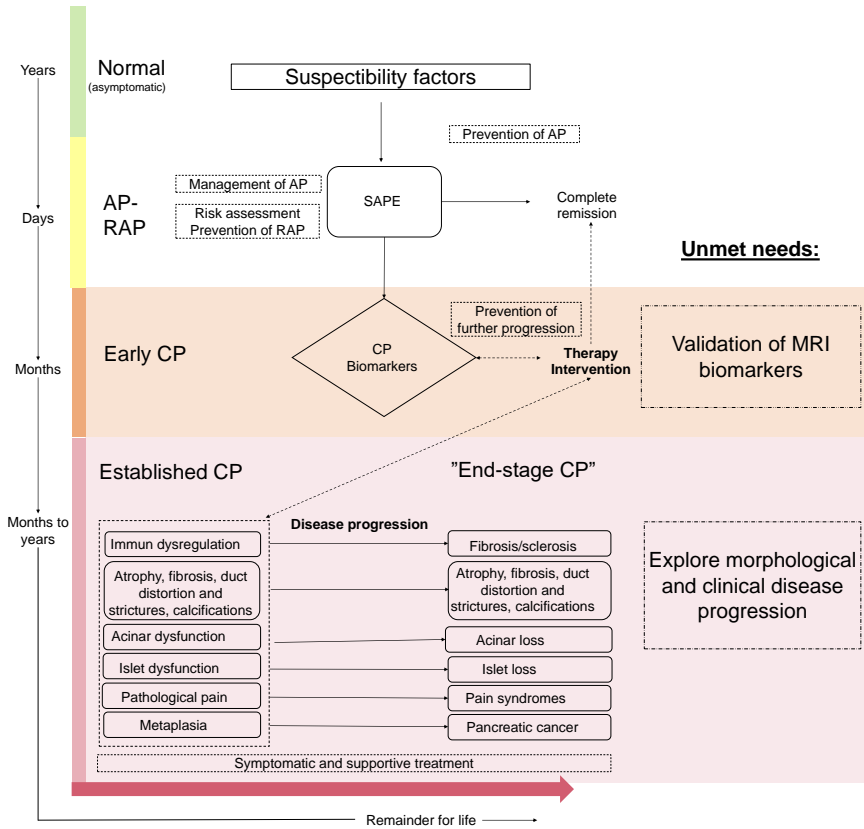 Years
Normal
(asymptomatic)
Suspectibility factors
Prevention of AP
Management of AP
Risk assessment
Prevention of RAP
SAPE
Complete
remission
Days
AP-
RAP
Unmet needs:
Early CP
Months
CP
Biomarkers
Prevention of
further progression
Therapy
Intervention
Validation of MRI
biomarkers
Established CP
"End-stage CP"
Months to
years
Disease progression
Immun dysregulation
Fibrosis/sclerosis
Atrophy, fibrosis, duct
distortion and
strictures, calcifications
Atrophy, fibrosis, duct
distortion and
strictures, calcifications
Acinar dysfunction
Acinar loss
Islet dysfunction
Islet loss
Pathological pain
Pain syndromes
Metaplasia
Pancreatic cancer
Explore morphological
and clinical disease
progression
Symptomatic and supportive treatment
Remainder for life